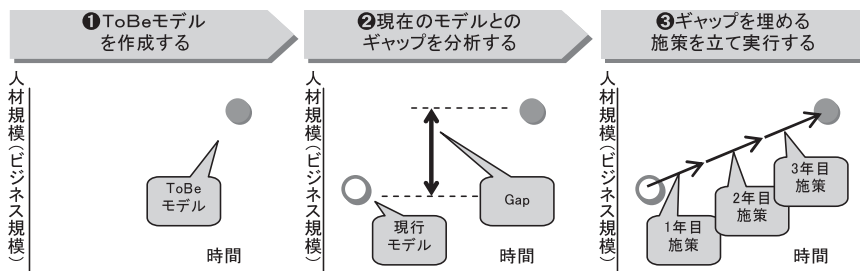 ❶ToBeモデル
を作成する
❷現在のモデルとの
ギャップを分析する
❸ギャップを埋める
施策を立て実行する
人材規模(ビジネス規模)
ToBe
モデル
時間
人材規模(ビジネス規模)
Gap
現行
モデル
時間
人材規模(ビジネス規模)
3年目
施策
2年目
施策
1年目
施策
時間